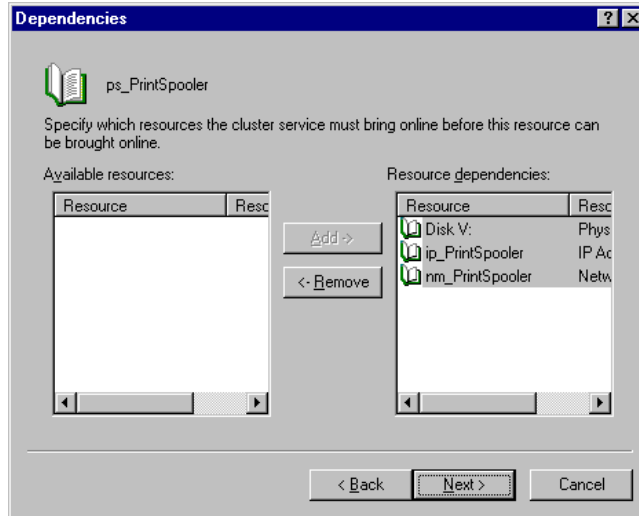 Dependencies
ps_PrintSpooler
Specify which resources the cluster service must bring online before this resource can
be brought online.
Available resources:
Resource dependencies:
Resource Resc
Resource Resc
Add ->
Disk V: Phys
ip_PrintSpooler IP Ac
<- Remove
nm_PrintSpooler Netw
< Back
Next >
Cancel